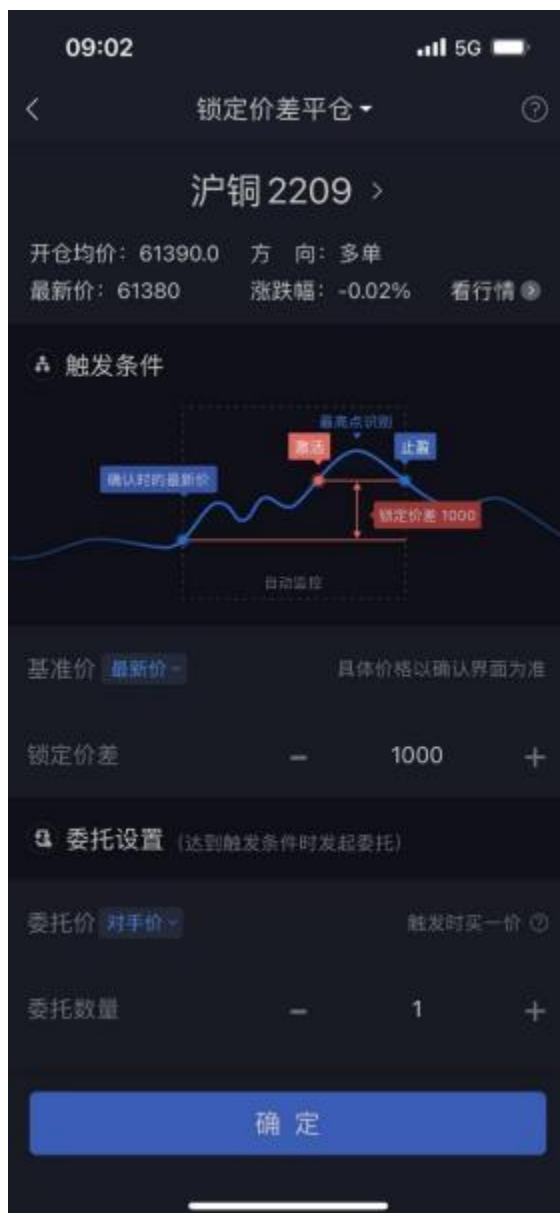 09:02 5G
锁定价差平仓
沪铜2209
开仓均价：61390.0 方 向：多单
最新价：61380 涨跌幅：-0.02% 看行情
触发条件
最高点识别
激活 止盈
确认时的最新价
锁定价差 1000
自动监控
基准价 最新价 具体价格以确认界面为准
锁定价差 － 1000 ＋
委托设置 (达到触发条件时发起委托)
委托价 对手价 触发时买一价 ?
委托数量 － 1 ＋
确 定